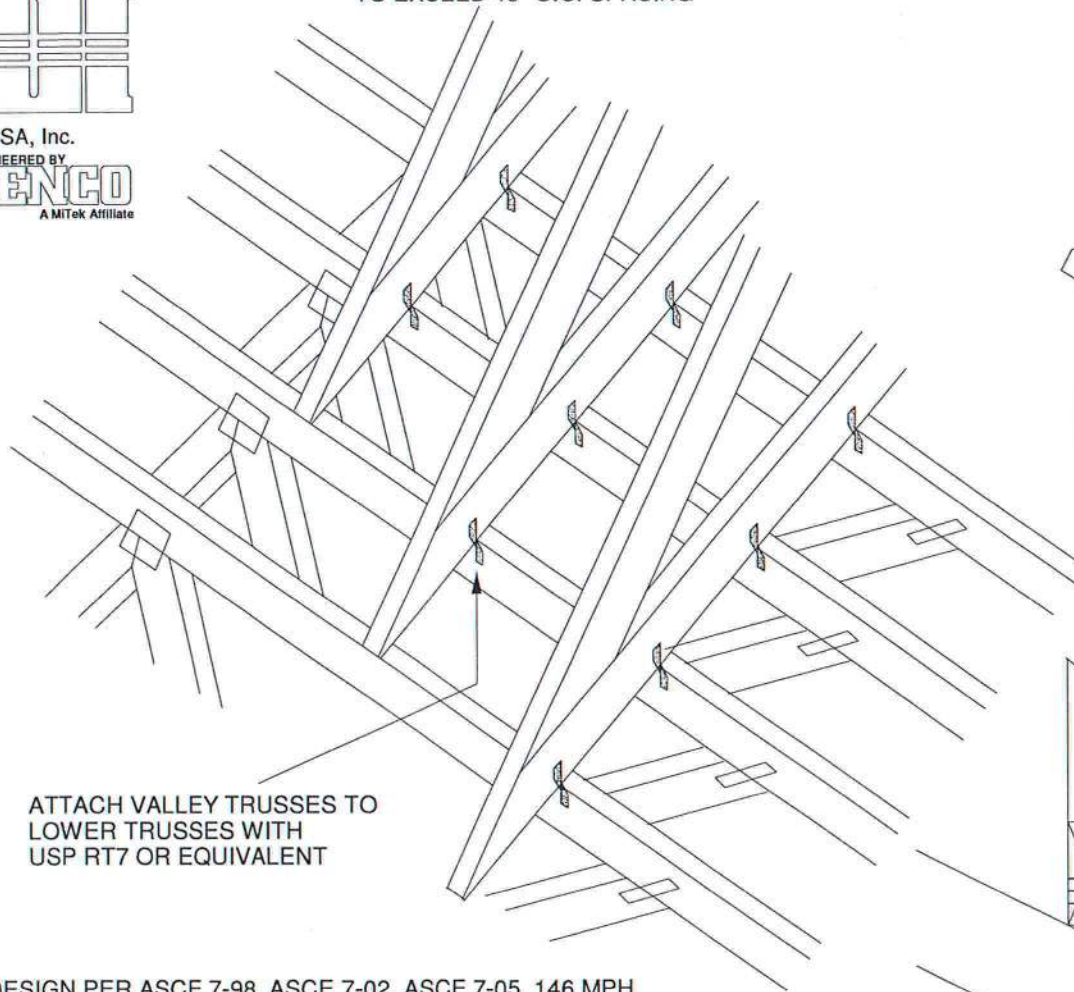 SA, Inc.
ENCO
A MiTek Affiliate
ATTACH VALLEY TRUSSES TO
LOWER TRUSSES WITH
USP RT7 OR EQUIVALENT
DESIGN PER ASCE 7-98, ASCE 7-02, ASCE 7-05, 146 MPH